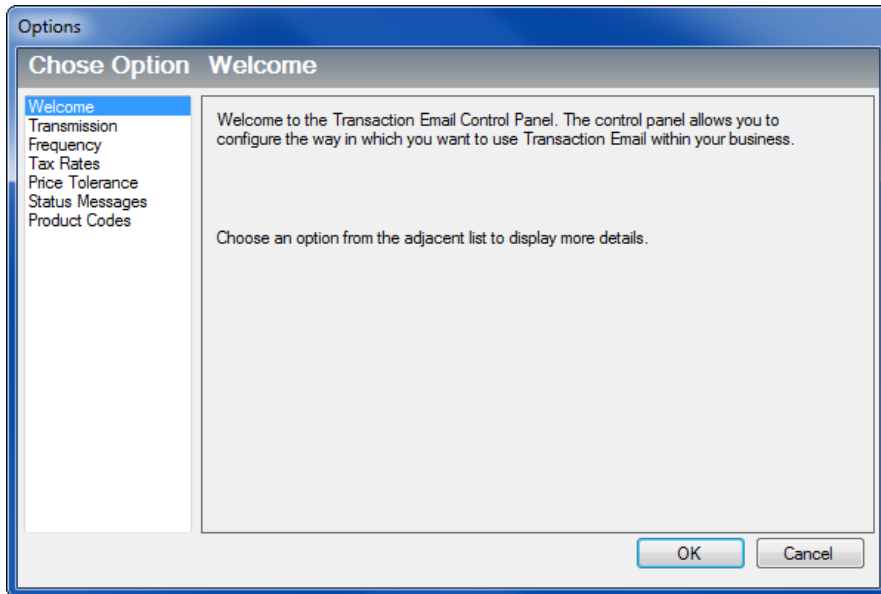 Options
Chose Option
Welcome
Welcome
Transmission
Frequency
Tax Rates
Price Tolerance
Status Messages
Product Codes
Welcome to the Transaction Email Control Panel. The control panel allows you to
configure the way in which you want to use Transaction Email within your business.
Choose an option from the adjacent list to display more details.
OK
Cancel